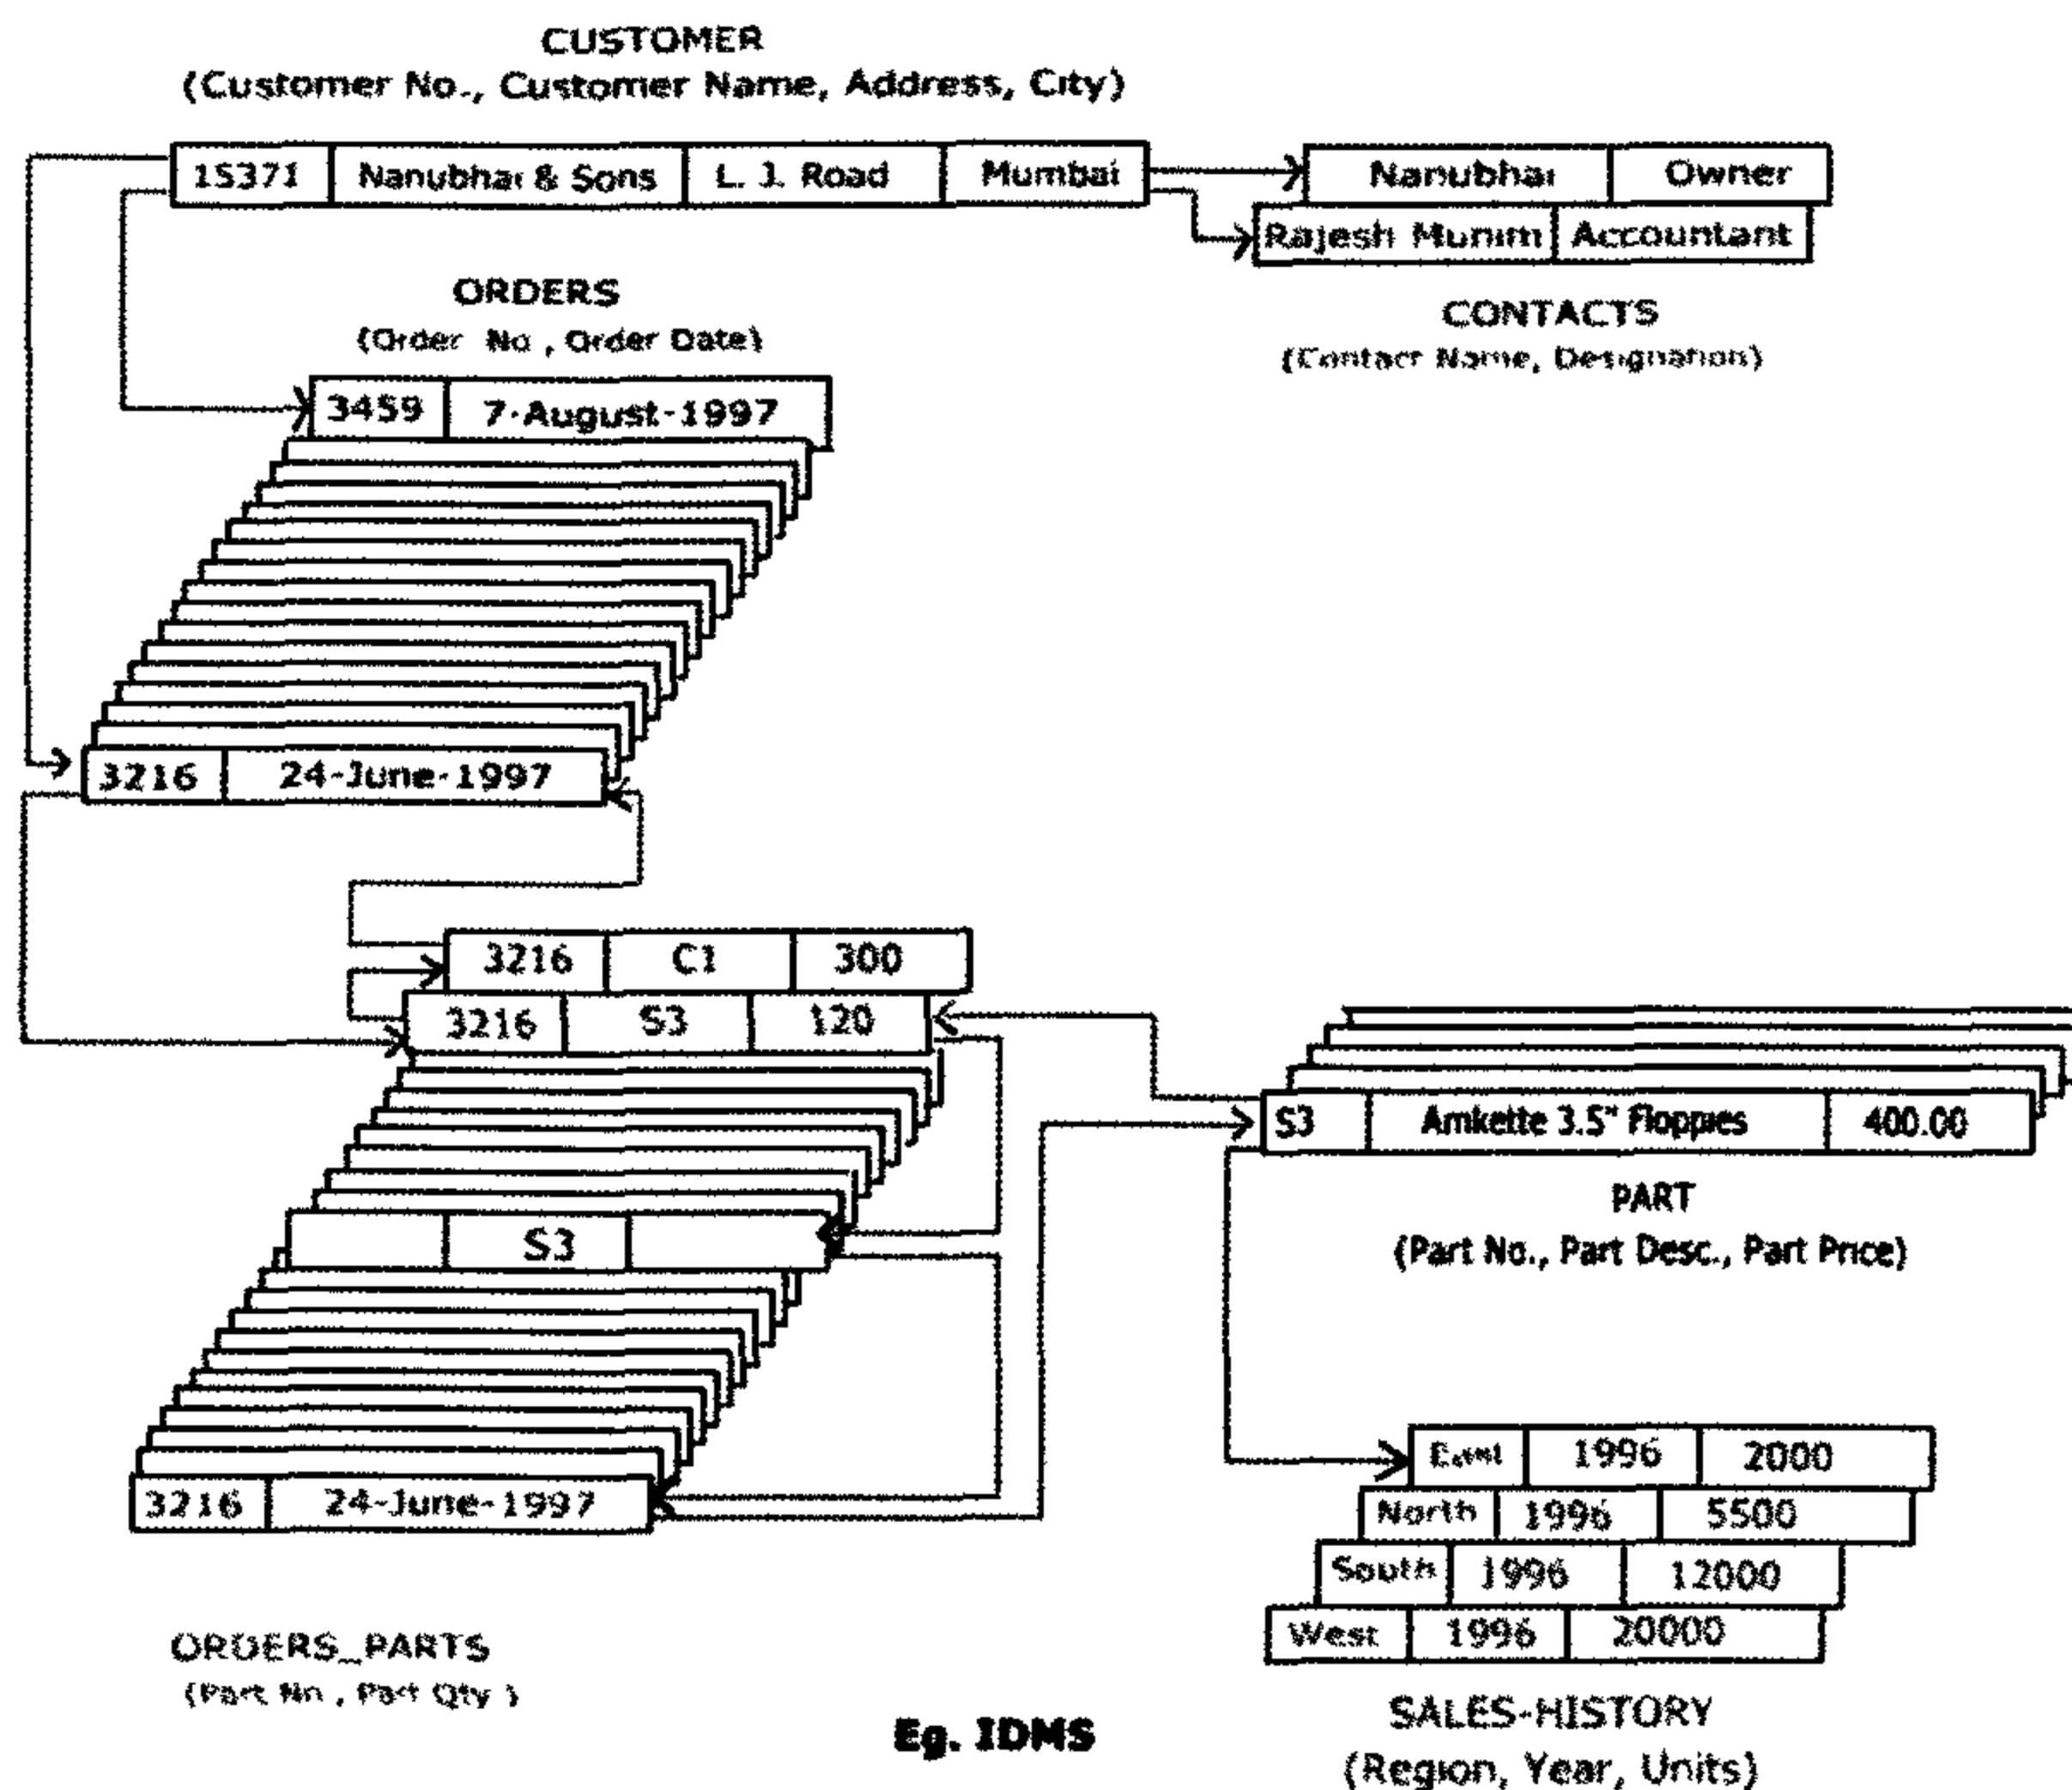 CUSTOMER
(Customer No., Customer Name, Address, City)
15371 Nanubhai & Sons L. J. Road Mumbai
Nanubhai Owner
Rajesh Munim Accountant
CONTACTS
(Contact Name, Designation)
ORDERS
(Order No , Order Date)
3459 7-August-1997
3216 24-June-1997
3216 C1 300
3216 S3 120
S3
3216 24-June-1997
ORDERS_PARTS
(Part No , Part Qty )
S3 Amkette 3.5" Floppies 400.00
PART
(Part No., Part Desc., Part Price)
East 1996 2000
North 1996 5500
South 1996 12000
West 1996 20000
SALES-HISTORY
(Region, Year, Units)
Eg. IDMS